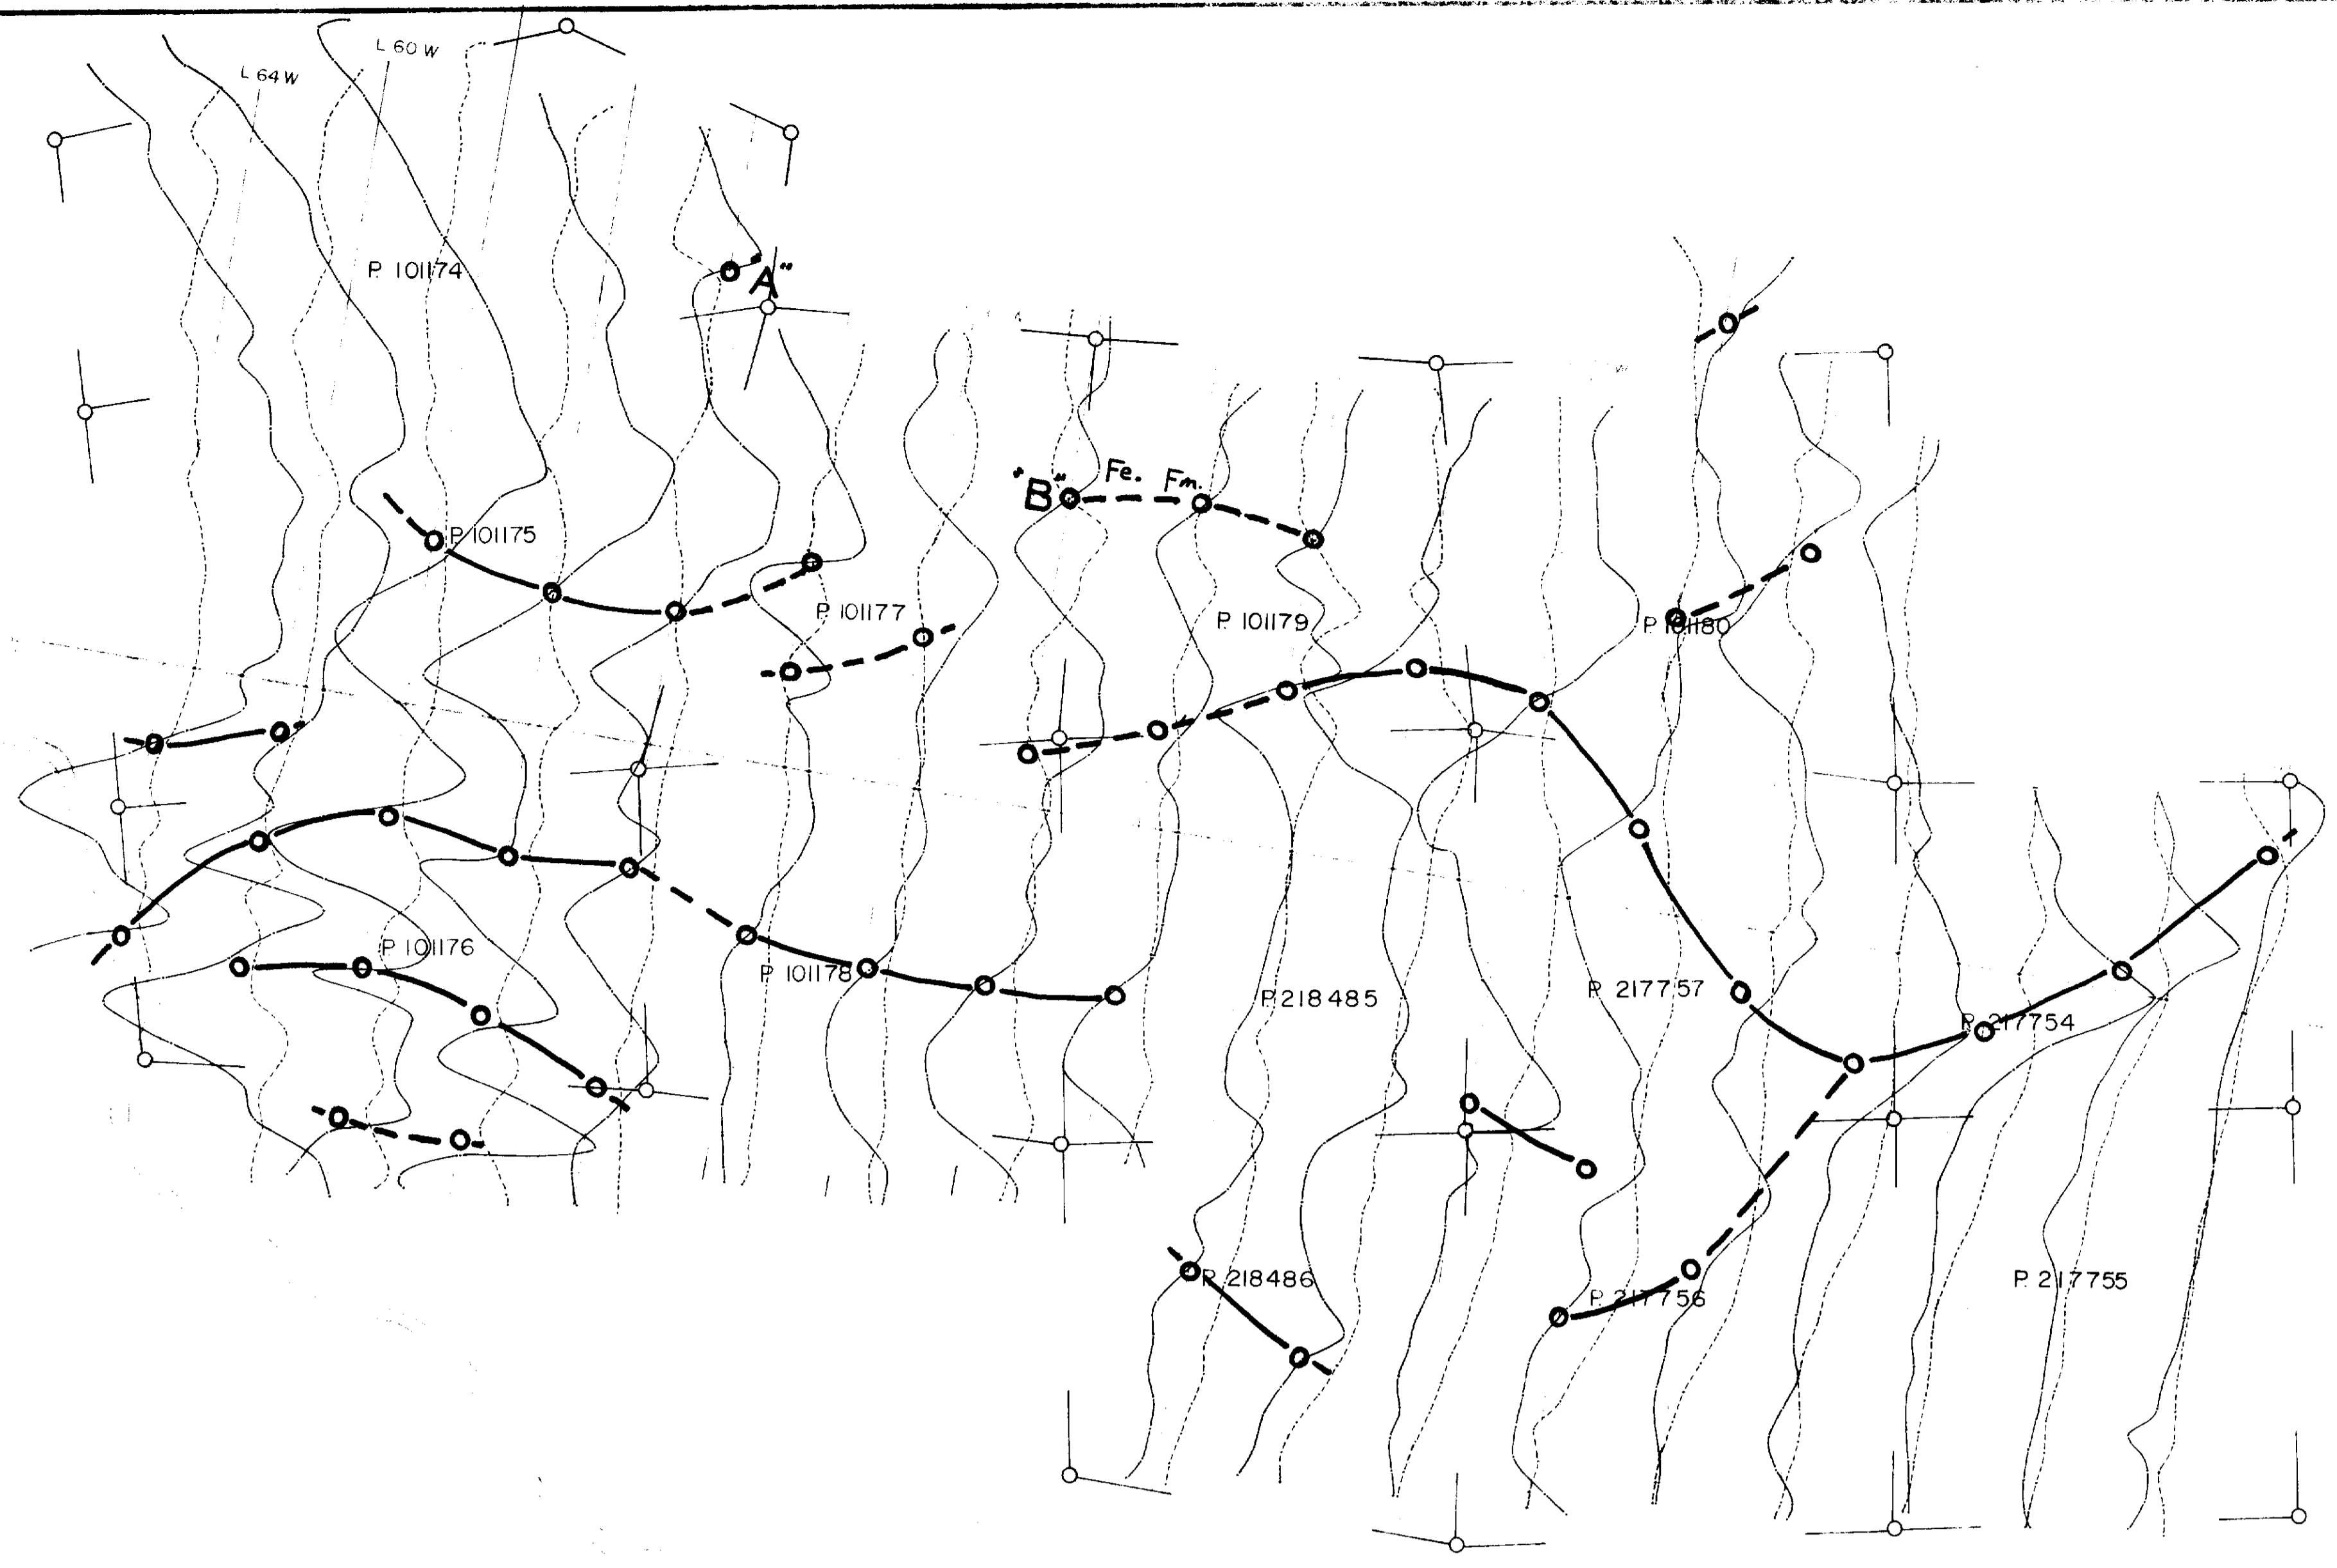 L 60 W
L 64 W
P. 101174
"A"
"B" Fe. Fm.
P. 101175
P. 101177
P. 101179
P. 101180
P. 101176
P. 101178
P. 218485
P. 217757
P. 217754
P. 218486
P. 217756
P. 217755